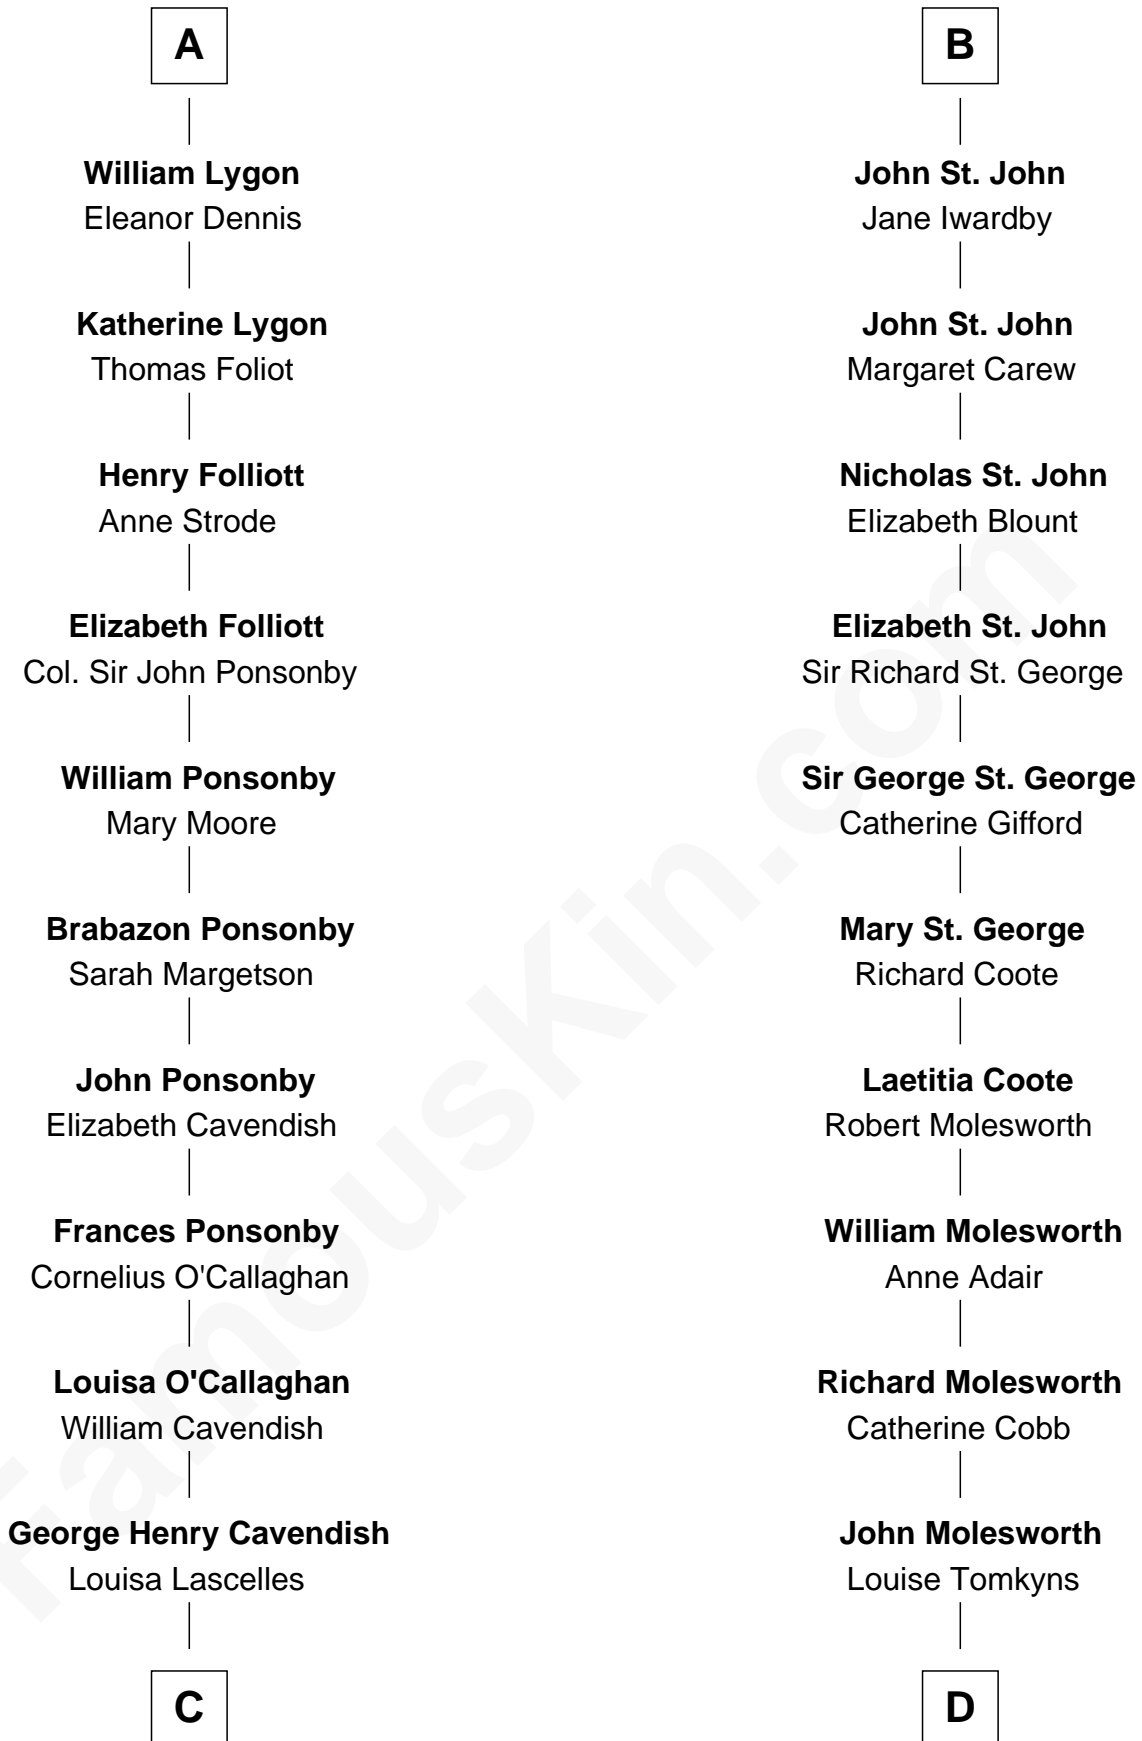 A
William Lygon
Eleanor Dennis
Katherine Lygon
Thomas Foliot
Henry Folliott
Anne Strode
Elizabeth Folliott
Col. Sir John Ponsonby
William Ponsonby
Mary Moore
Brabazon Ponsonby
Sarah Margetson
John Ponsonby
Elizabeth Cavendish
Frances Ponsonby
Cornelius O'Callaghan
Louisa O'Callaghan
William Cavendish
George Henry Cavendish
Louisa Lascelles
C
B
John St. John
Jane Iwardby
John St. John
Margaret Carew
Nicholas St. John
Elizabeth Blount
Elizabeth St. John
Sir Richard St. George
Sir George St. George
Catherine Gifford
Mary St. George
Richard Coote
Laetitia Coote
Robert Molesworth
William Molesworth
Anne Adair
Richard Molesworth
Catherine Cobb
John Molesworth
Louise Tomkyns
D
FamousKin.com